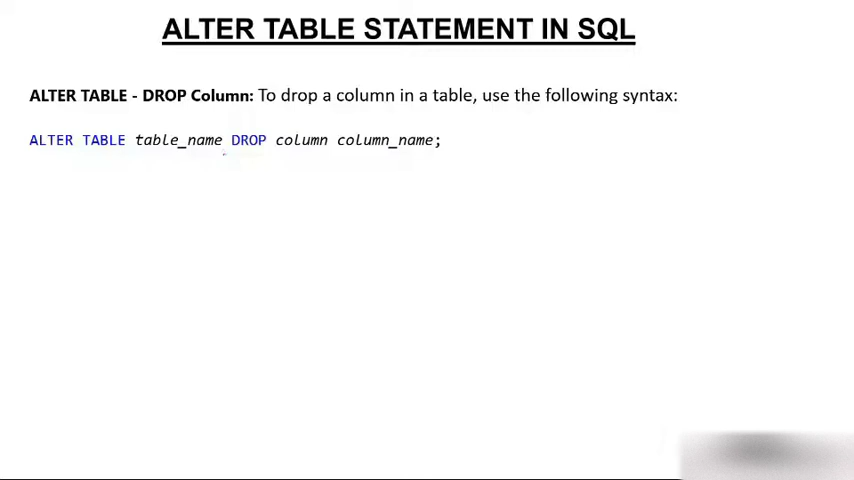 ALTER TABLE STATEMENT IN SQL
ALTER TABLE - DROP Column: To drop a column in a table, use the following syntax:
ALTER TABLE table_name DROP column column_name;